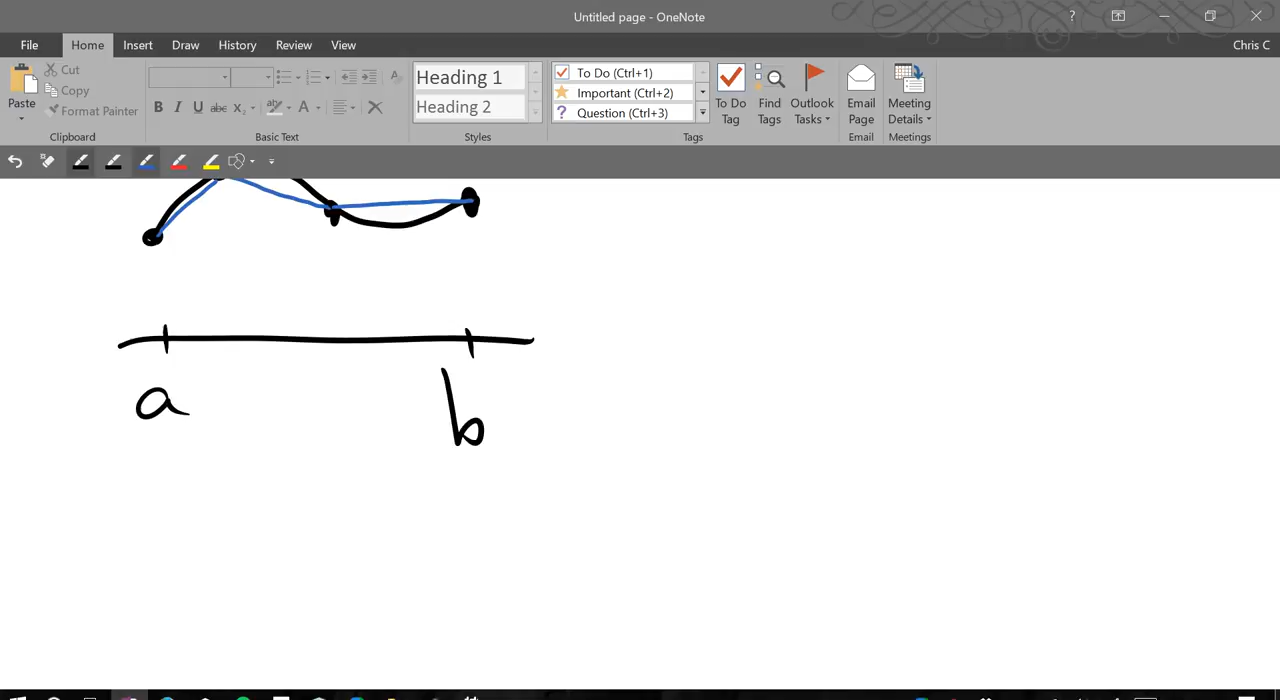 Untitled page - OneNote
?
File Home Insert Draw History Review View Chris C
Paste Cut Copy Format Painter
B I U abc X₂ A
Heading 1
Heading 2
To Do (Ctrl+1)
Important (Ctrl+2)
? Question (Ctrl+3)
To Do Tag
Find Tags
Outlook Tasks
Email Page
Meeting Details
Clipboard Basic Text Styles Tags Email Meetings
a b